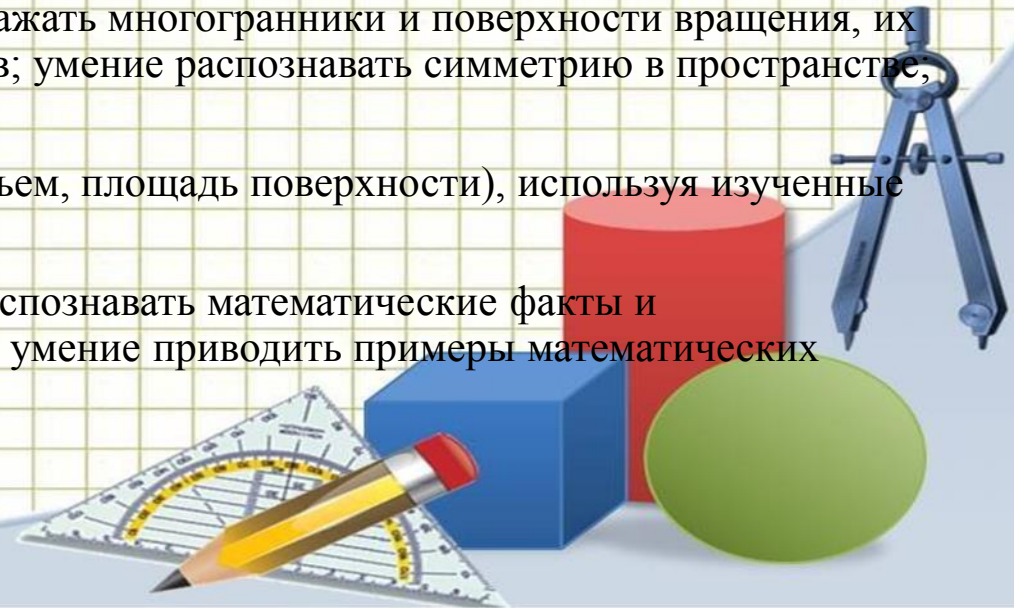 ажать многогранники и поверхности вращения, их
в; умение распознавать симметрию в пространстве;
ьем, площадь поверхности), используя изученные
спознавать математические факты и
умение приводить примеры математических